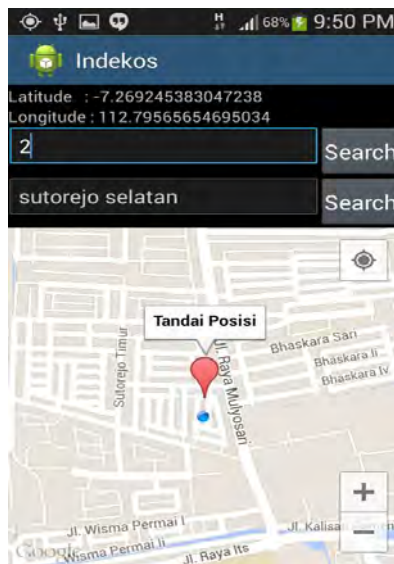 H 68% 9:50 PM
Indekos
Latitude : -7.269245383047238
Longitude : 112.79565654695034
2 Search
sutorejo selatan Search
Tandai Posisi
Sutorejo Timur
Jl. Raya Mulyosari
Bhaskara Sari
Bhaskara Ii
Bhaskara Iv
+
−
Jl. Wisma Permai I
Jl. Kalisa
Google
Wisma Permai Ii
Jl. Raya Its